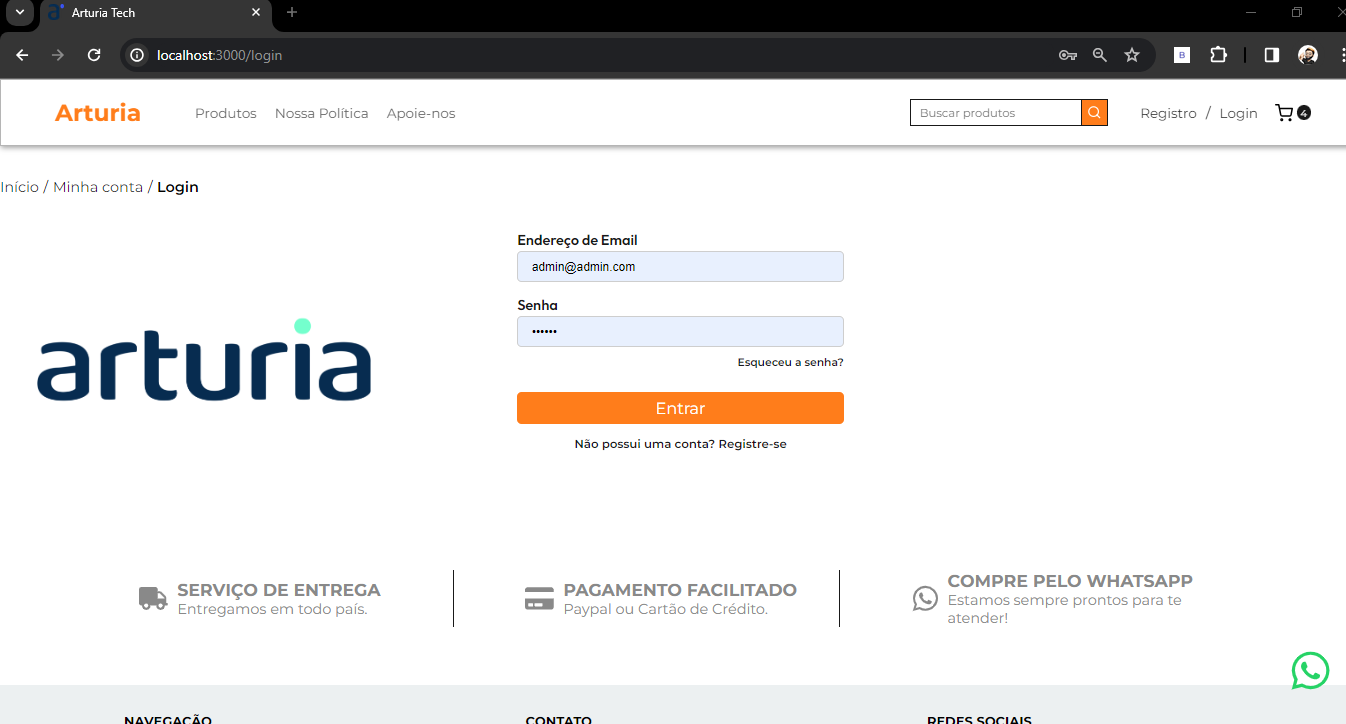 Arturia Tech
localhost:3000/login
B
Arturia
Produtos Nossa Política Apoie-nos
Buscar produtos
Registro / Login
4
Início / Minha conta / Login
Endereço de Email
admin@admin.com
arturia
Senha
Esqueceu a senha?
Entrar
Não possui uma conta? Registre-se
SERVIÇO DE ENTREGA
Entregamos em todo país.
PAGAMENTO FACILITADO
Paypal ou Cartão de Crédito.
COMPRE PELO WHATSAPP
Estamos sempre prontos para te
atender!
NAVEGAÇÃO
CONTATO
REDES SOCIAIS